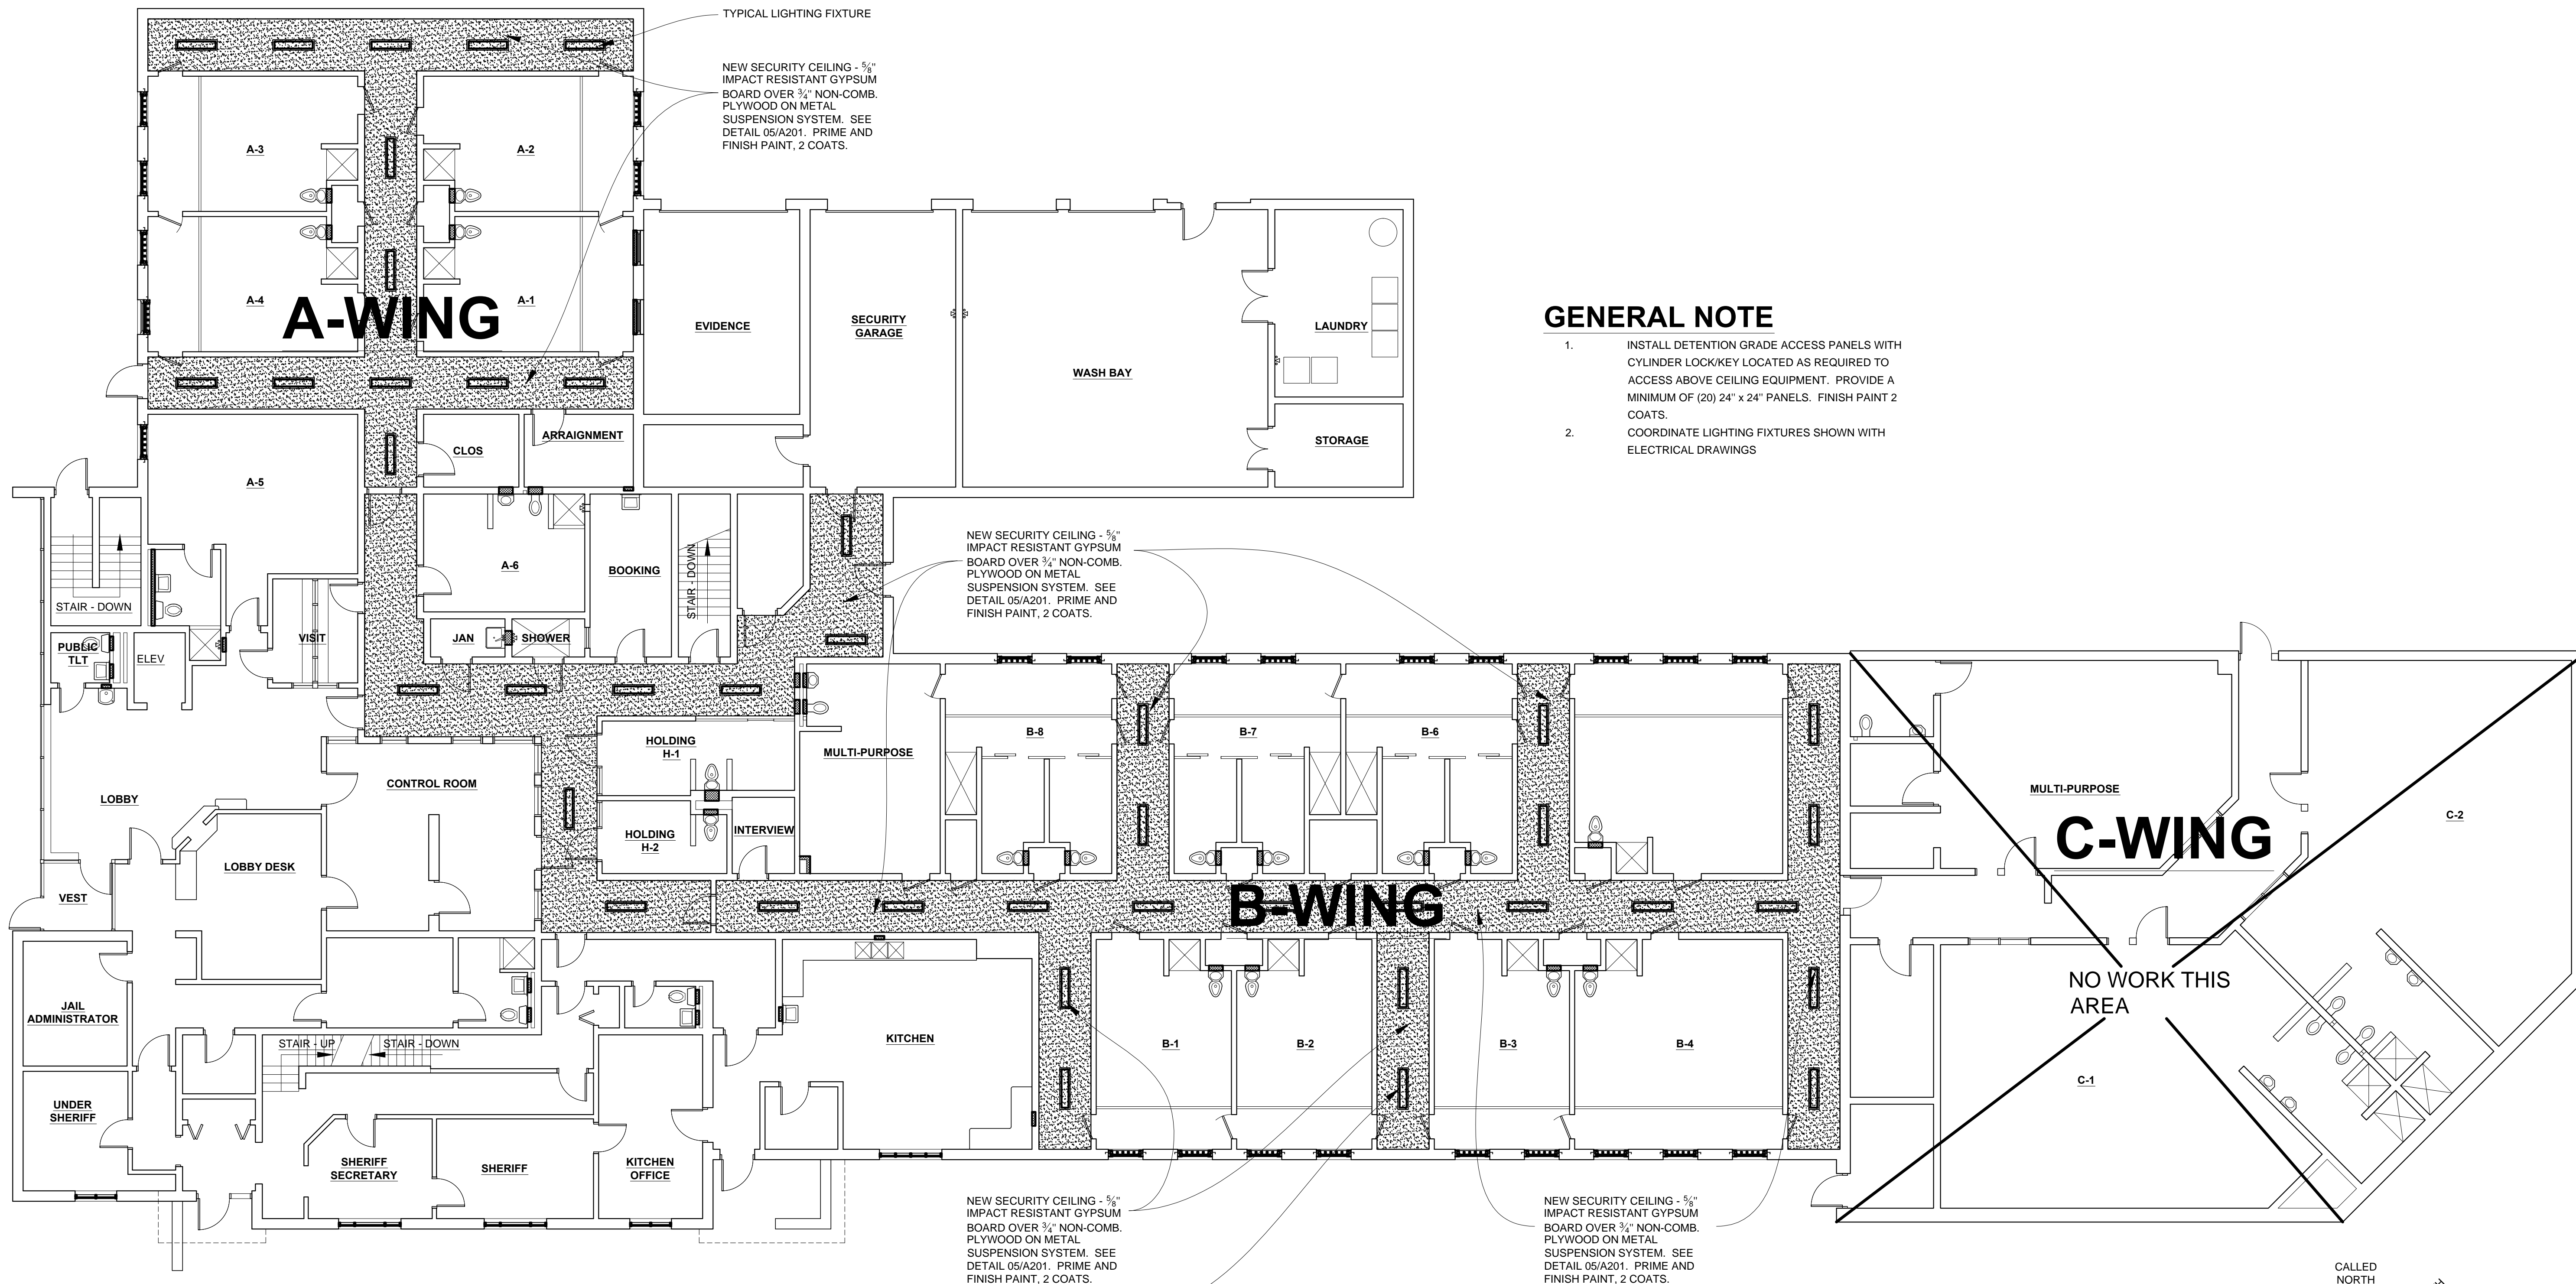 TYPICAL LIGHTING FIXTURE
NEW SECURITY CEILING - 5/8"
IMPACT RESISTANT GYPSUM
BOARD OVER 3/4" NON-COMB.
PLYWOOD ON METAL
SUSPENSION SYSTEM. SEE
DETAIL 05/A201. PRIME AND
FINISH PAINT, 2 COATS.
A-3
A-2
A-4
A-1
A-WING
EVIDENCE
SECURITY
GARAGE
WASH BAY
LAUNDRY
STORAGE
GENERAL NOTE
1. INSTALL DETENTION GRADE ACCESS PANELS WITH
CYLINDER LOCK/KEY LOCATED AS REQUIRED TO
ACCESS ABOVE CEILING EQUIPMENT. PROVIDE A
MINIMUM OF (20) 24" x 24" PANELS. FINISH PAINT 2
COATS.
2. COORDINATE LIGHTING FIXTURES SHOWN WITH
ELECTRICAL DRAWINGS
CLOS
ARRAIGNMENT
A-5
A-6
BOOKING
STAIR - DOWN
STAIR - DOWN
JAN
SHOWER
VISIT
PUBLIC
TLT
ELEV
NEW SECURITY CEILING - 5/8"
IMPACT RESISTANT GYPSUM
BOARD OVER 3/4" NON-COMB.
PLYWOOD ON METAL
SUSPENSION SYSTEM. SEE
DETAIL 05/A201. PRIME AND
FINISH PAINT, 2 COATS.
LOBBY
CONTROL ROOM
HOLDING
H-1
HOLDING
H-2
INTERVIEW
MULTI-PURPOSE
B-8
B-7
B-6
LOBBY DESK
VEST
B-WING
MULTI-PURPOSE
C-WING
C-2
NO WORK THIS
AREA
C-1
JAIL
ADMINISTRATOR
STAIR - UP
STAIR - DOWN
KITCHEN
B-1
B-2
B-3
B-4
UNDER
SHERIFF
SHERIFF
SECRETARY
SHERIFF
KITCHEN
OFFICE
NEW SECURITY CEILING - 5/8"
IMPACT RESISTANT GYPSUM
BOARD OVER 3/4" NON-COMB.
PLYWOOD ON METAL
SUSPENSION SYSTEM. SEE
DETAIL 05/A201. PRIME AND
FINISH PAINT, 2 COATS.
NEW SECURITY CEILING - 5/8"
IMPACT RESISTANT GYPSUM
BOARD OVER 3/4" NON-COMB.
PLYWOOD ON METAL
SUSPENSION SYSTEM. SEE
DETAIL 05/A201. PRIME AND
FINISH PAINT, 2 COATS.
CALLED
NORTH